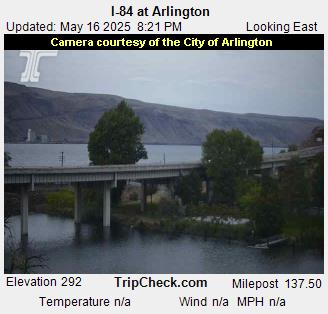 I-84 at Arlington
Updated: May 16 2025 8:21 PM Looking East
Camera courtesy of the City of Arlington
Elevation 292 TripCheck.com Milepost 137.50
Temperature n/a Wind n/a MPH n/a